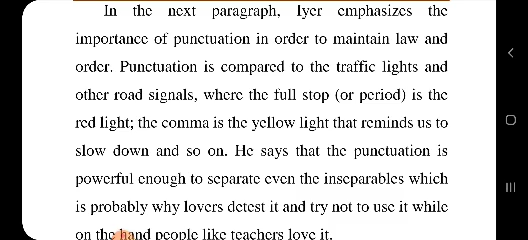 In the next paragraph, Iyer emphasizes the
importance of punctuation in order to maintain law and
order. Punctuation is compared to the traffic lights and
other road signals, where the full stop (or period) is the
red light; the comma is the yellow light that reminds us to
slow down and so on. He says that the punctuation is
powerful enough to separate even the inseparables which
is probably why lovers detest it and try not to use it while
on the hand people like teachers love it.